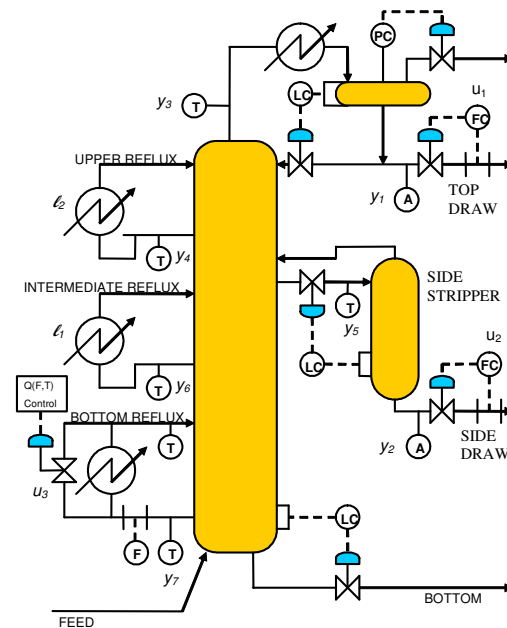 PC
y3
T
LC
u1
FC
UPPER REFLUX
y1
A
TOP
DRAW
ℓ2
T
y4
SIDE
STRIPPER
INTERMEDIATE REFLUX
T
y5
ℓ1
u2
LC
FC
T
y6
Q(F,T)
Control
BOTTOM REFLUX
T
y2
A
SIDE
DRAW
u3
LC
F
T
y7
BOTTOM
FEED